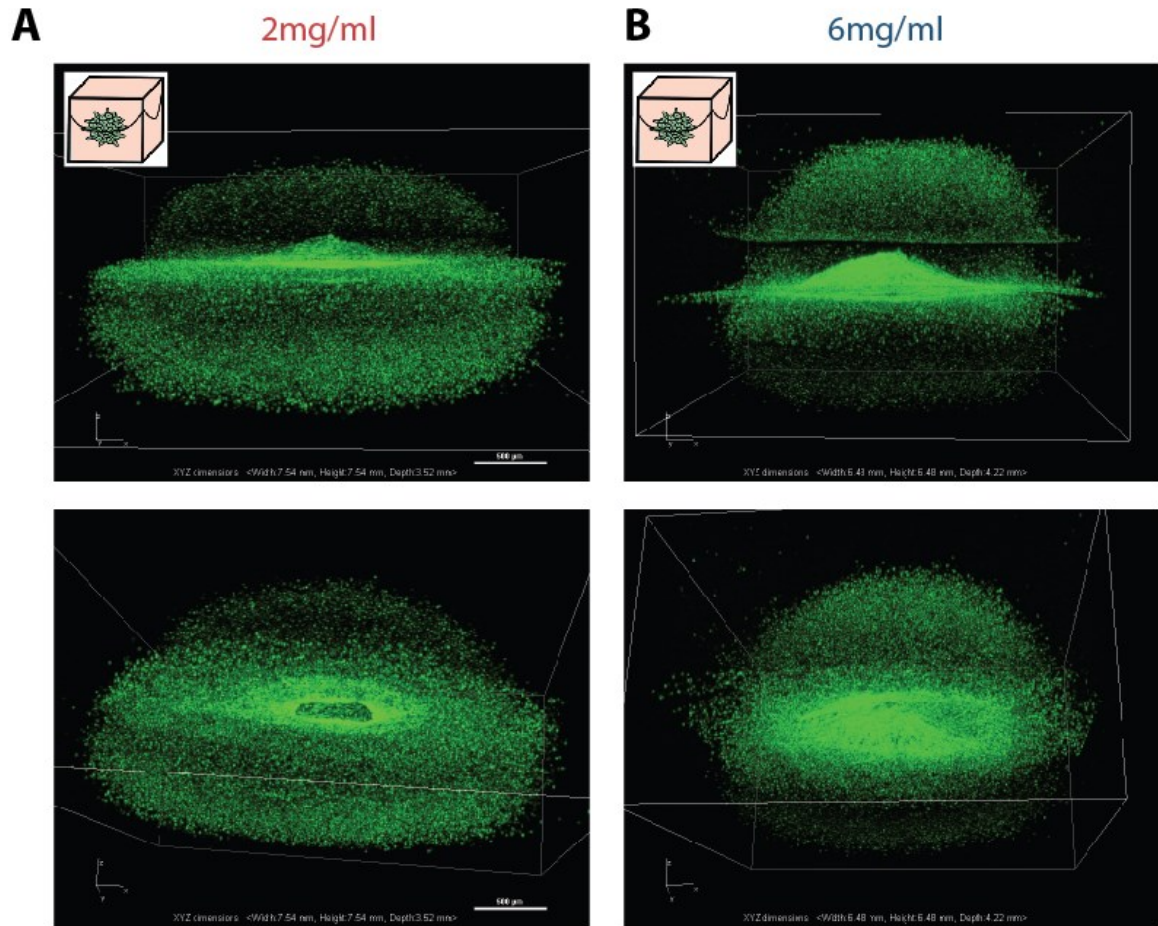 A
2mg/ml
B
6mg/ml
z
y
x
XYZ dimensions <Width:7.54 mm, Height:7.54 mm, Depth:3.52 mm>
500 µm
y
XYZ dimensions <Width:6.48 mm, Height:6.48 mm, Depth:4.22 mm>
z
x
y
XYZ dimensions <Width:7.54 mm, Height:7.54 mm, Depth:3.52 mm>
500 µm
z
x
y
XYZ dimensions <Width:6.48 mm, Height:6.48 mm, Depth:4.22 mm>